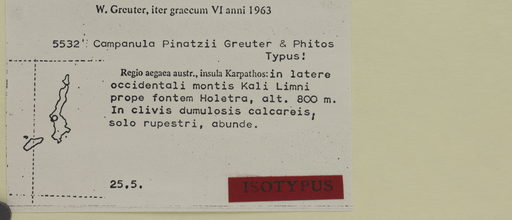 W. Greuter, iter graecum VI anni 1963
5532' Campanula Pinatzii Greuter & Phitos
Typus!
Regio aegaea austr., insula Karpathos: in latere
occidentali montis Kali Limni
prope fontem Holetra, alt. 800 m.
In clivis dumulosis calcareis,
solo rupestri, abunde.
25.5.
ISOTYPUS